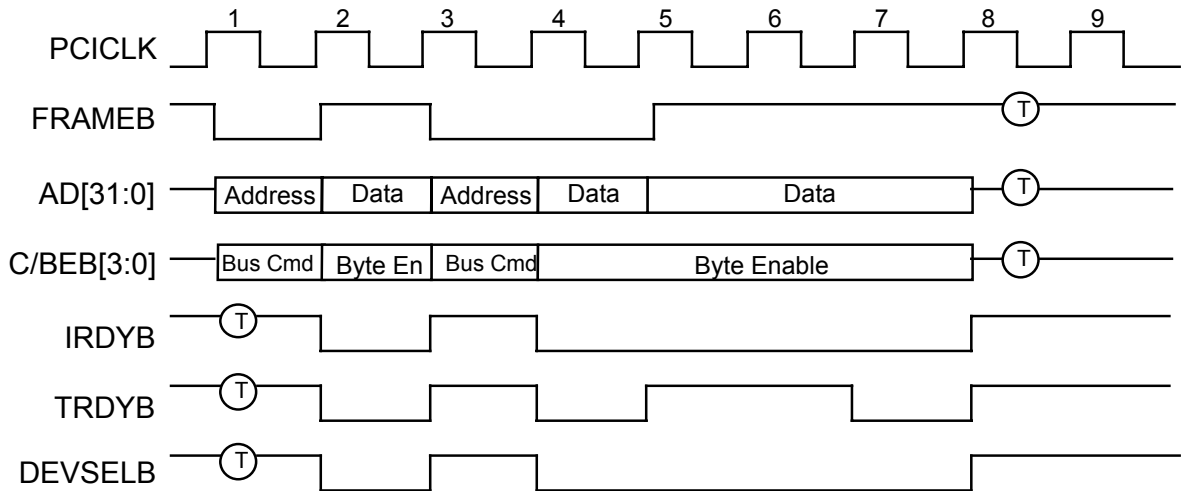 1 2 3 4 5 6 7 8 9
PCICLK
FRAMEB T
AD[31:0] Address Data Address Data Data T
C/BEB[3:0] Bus Cmd Byte En Bus Cmd Byte Enable T
IRDYB T
TRDYB T
DEVSELB T